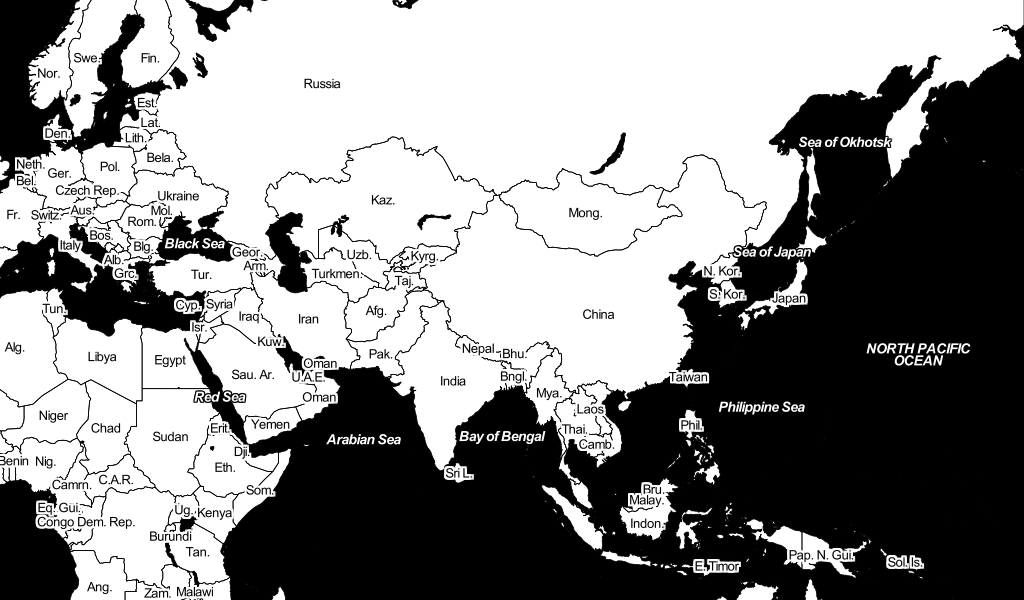 Swe.
Fin.
Nor.
Russia
Est.
Lat.
Den.
Lith.
Sea of Okhotsk
Neth.
Pol.
Bela.
Bel.
Ger.
Czech Rep.
Ukraine
Kaz.
Fr.
Switz.
Aus.
Mol.
Mong.
Rom.
Bos.
Italy
Blg.
Black Sea
Geor.
Uzb.
Kyrg.
Sea of Japan
Alb.
Arm.
Grc.
Tur.
Turkmen.
Taj.
N. Kor.
S. Kor.
Japan
Tun.
Cyp.
Syria
Iraq
Iran
Afg.
China
Isr.
Alg.
Libya
Egypt
Kuw.
Pak.
Nepal
Bhu.
NORTH PACIFIC
OCEAN
Oman
U.A.E.
Sau. Ar.
India
Bngl.
Taiwan
Red Sea
Oman
Mya.
Laos
Philippine Sea
Niger
Chad
Sudan
Erit.
Yemen
Arabian Sea
Bay of Bengal
Thai.
Phil.
Camb.
Dji.
Benin
Nig.
Eth.
Sri L.
Camrn.
C.A.R.
Som.
Bru.
Malay.
Eq. Gui.
Ug.
Kenya
Congo
Dem. Rep.
Indon.
Burundi
Tan.
Pap. N. Gui.
Sol. Is.
E. Timor
Ang.
Zam.
Malawi